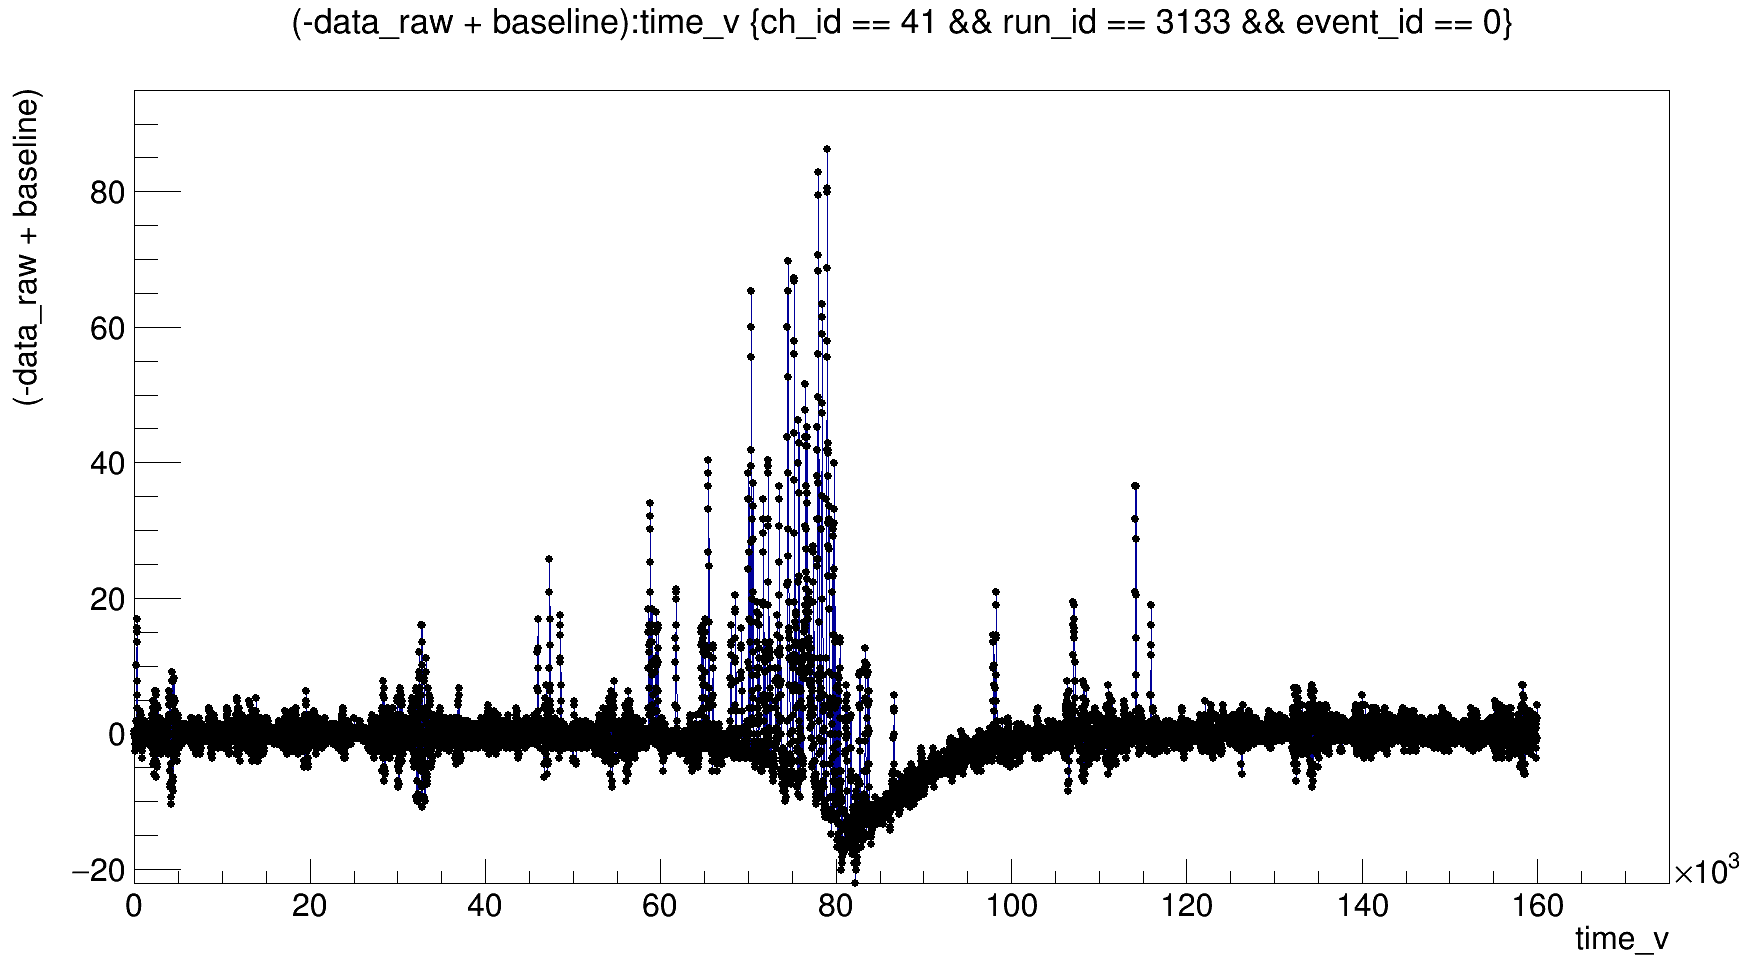 (-data_raw + baseline):time_v {ch_id == 41 && run_id == 3133 && event_id == 0}
(-data_raw + baseline)
80
60
40
20
0
−20
0 20 40 60 80 100 120 140 160
×10³
time_v